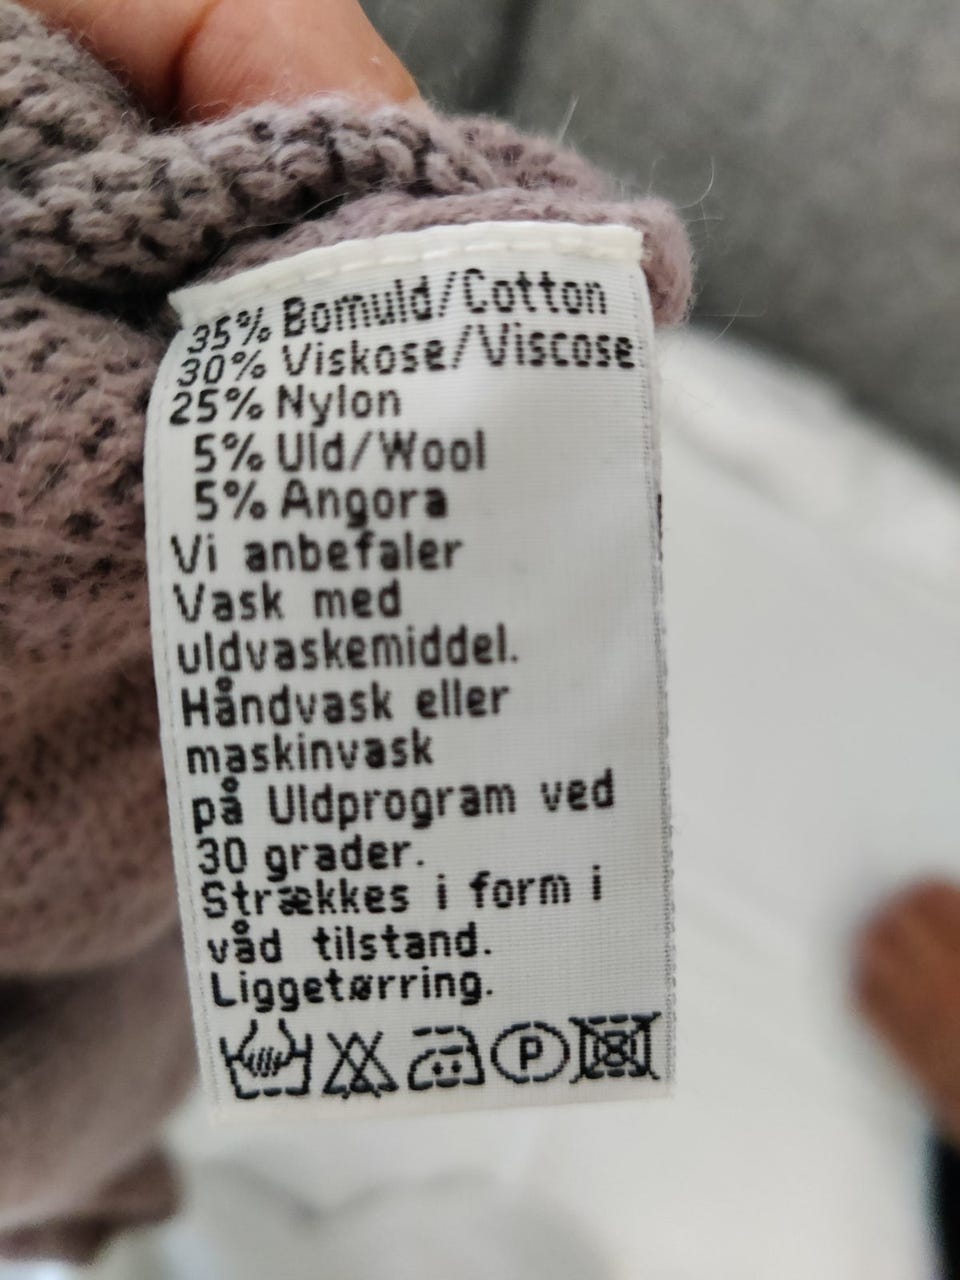 35% Bomuld/Cotton
30% Viskose/Viscose
25% Nylon
5% Uld/Wool
5% Angora
Vi anbefaler
Vask med
uldvaskemiddel.
Håndvask eller
maskinvask
på Uldprogram ved
30 grader.
Strækkes i form i
våd tilstand.
Liggetørring.
P